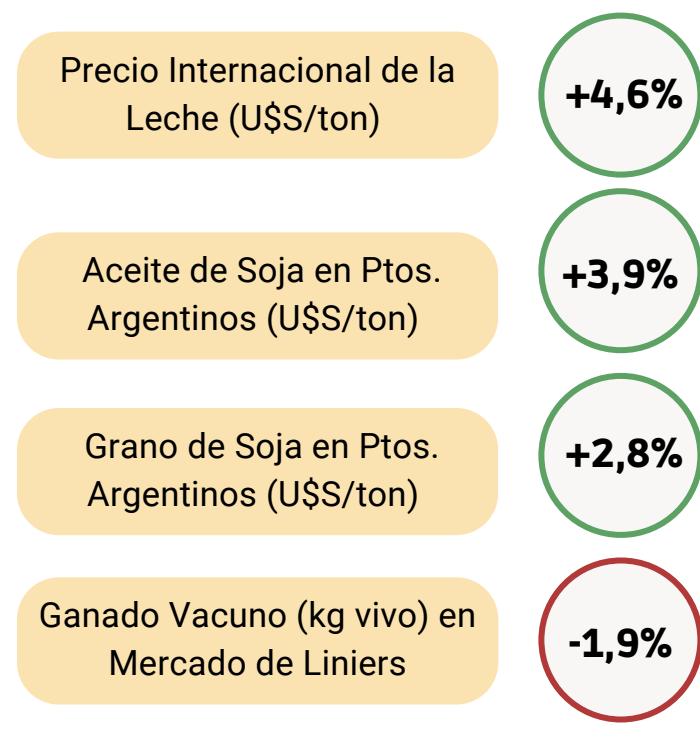 Precio Internacional de la
Leche (U$S/ton)
+4,6%
Aceite de Soja en Ptos.
Argentinos (U$S/ton)
+3,9%
Grano de Soja en Ptos.
Argentinos (U$S/ton)
+2,8%
Ganado Vacuno (kg vivo) en
Mercado de Liniers
-1,9%